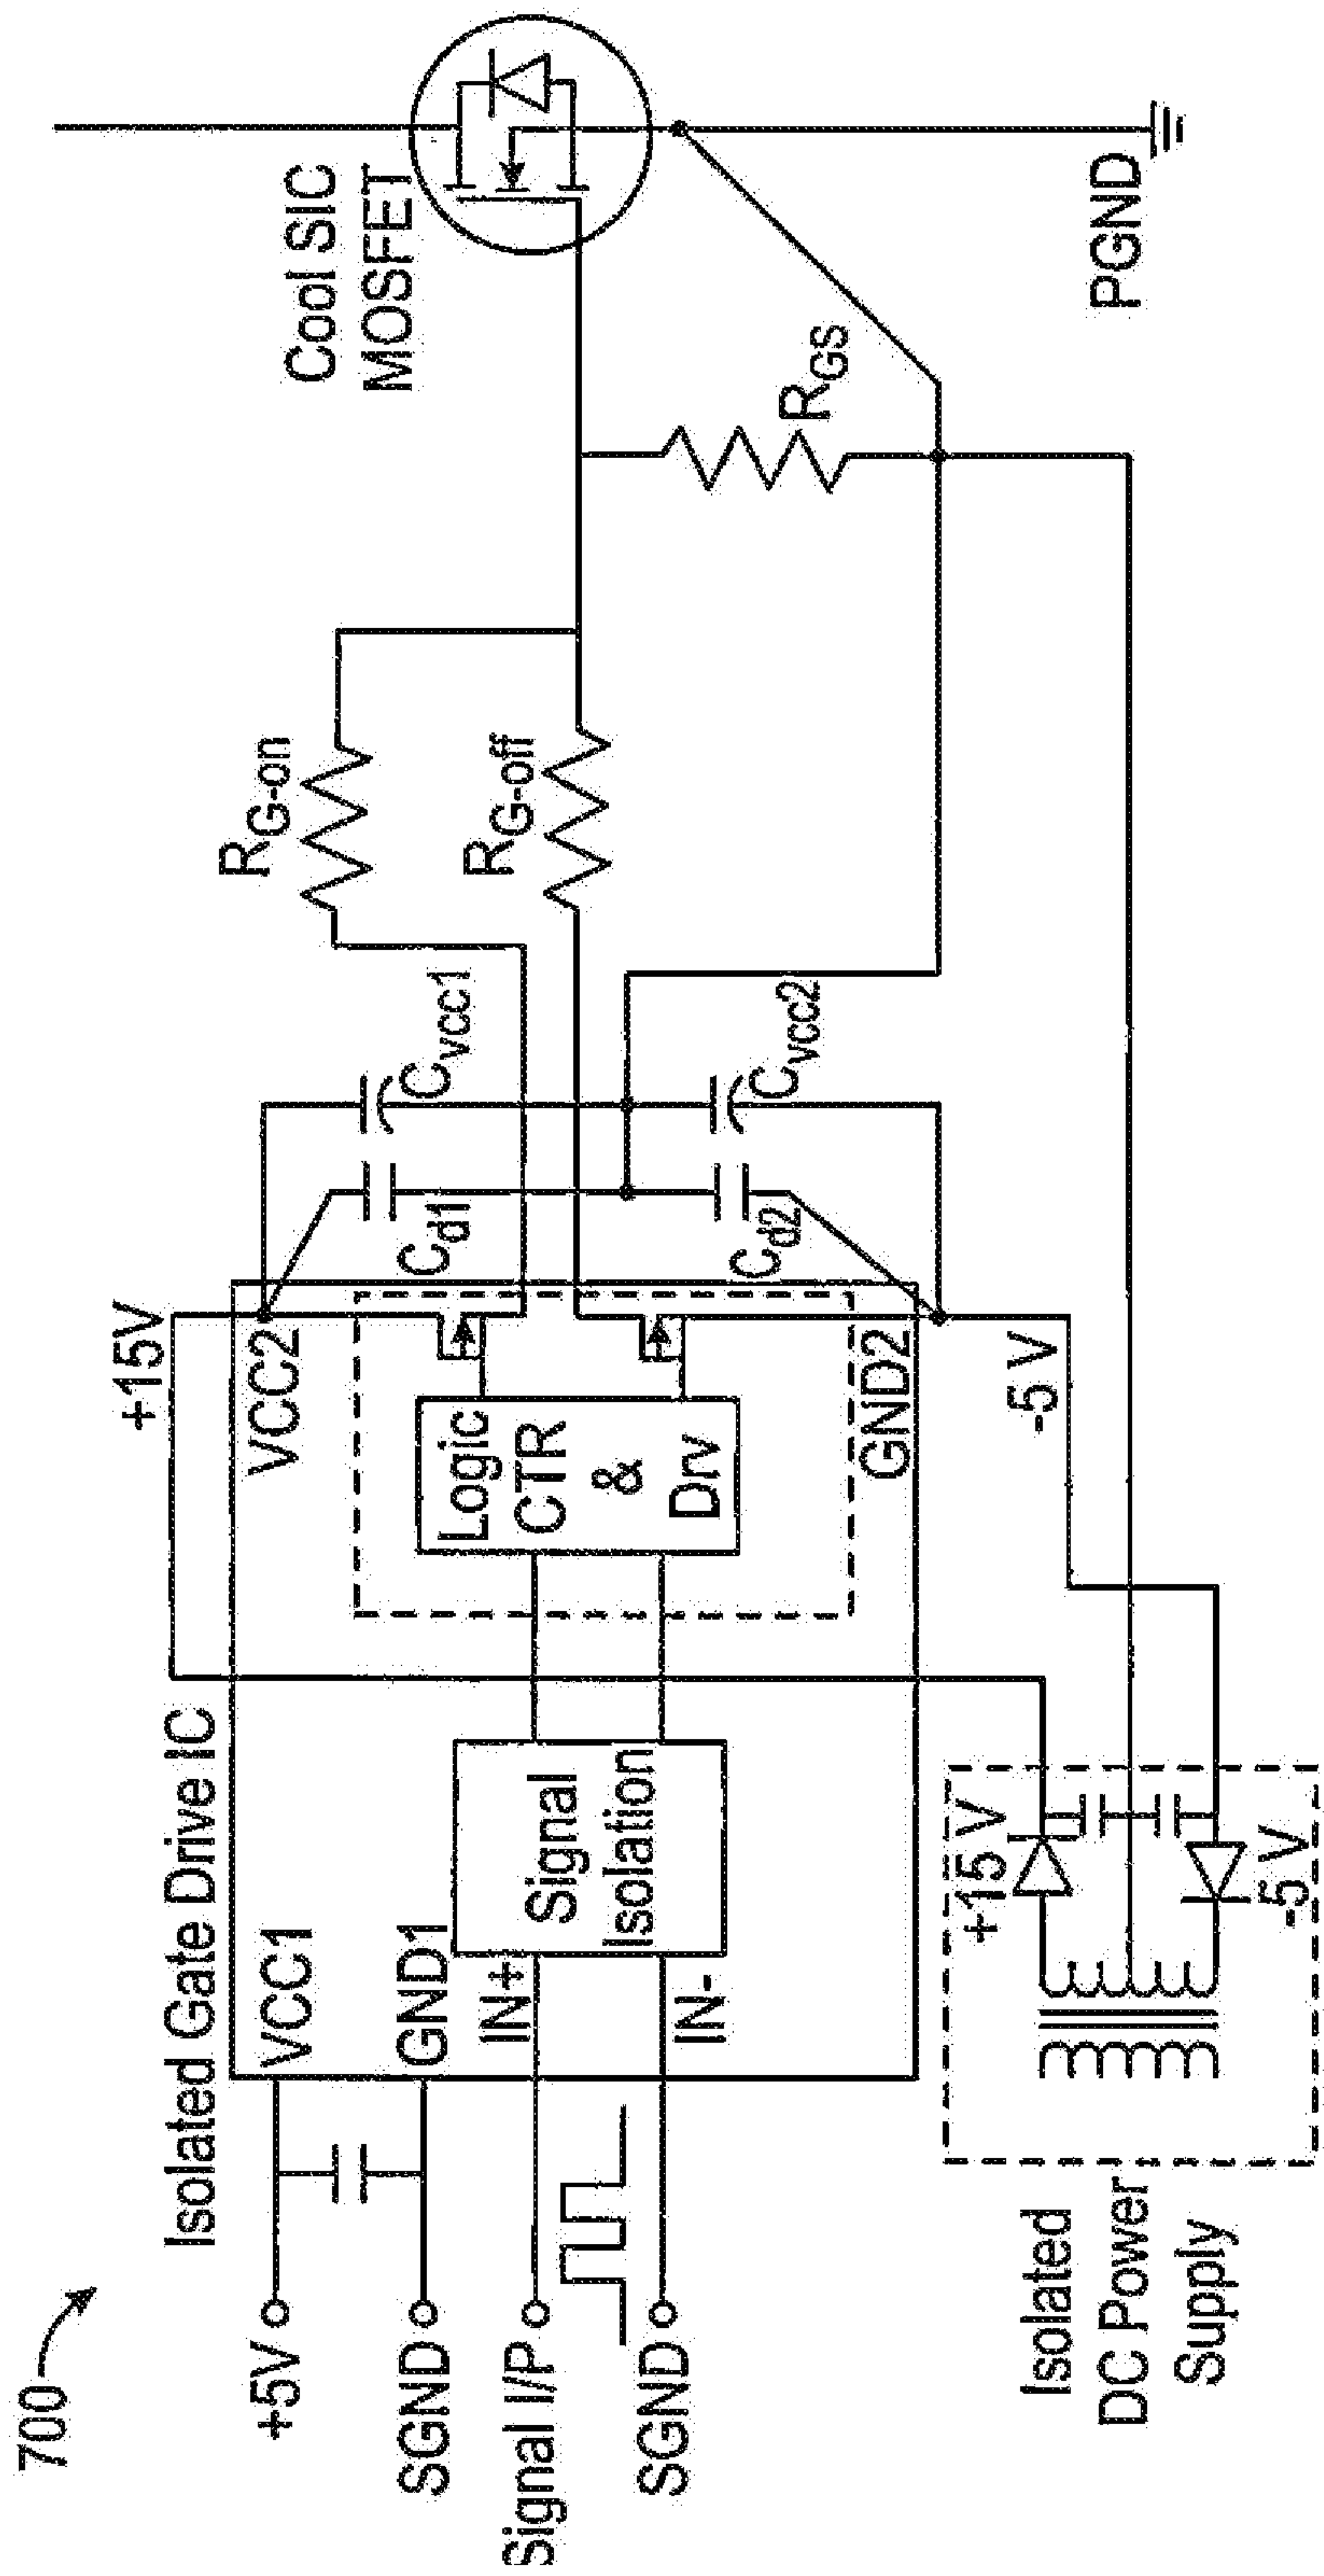 700
Isolated Gate Drive IC
+5V
SGND
Signal I/P
SGND
VCC1
GND1
IN+
IN-
Signal
Isolation
Logic
CTR
&
Drv
+15V
VCC2
GND2
-5 V
Cd1
Cvcc1
Cd2
Cvcc2
RG-on
RG-off
RGS
Cool SIC
MOSFET
PGND
Isolated
DC Power
Supply
+15 V
-5 V